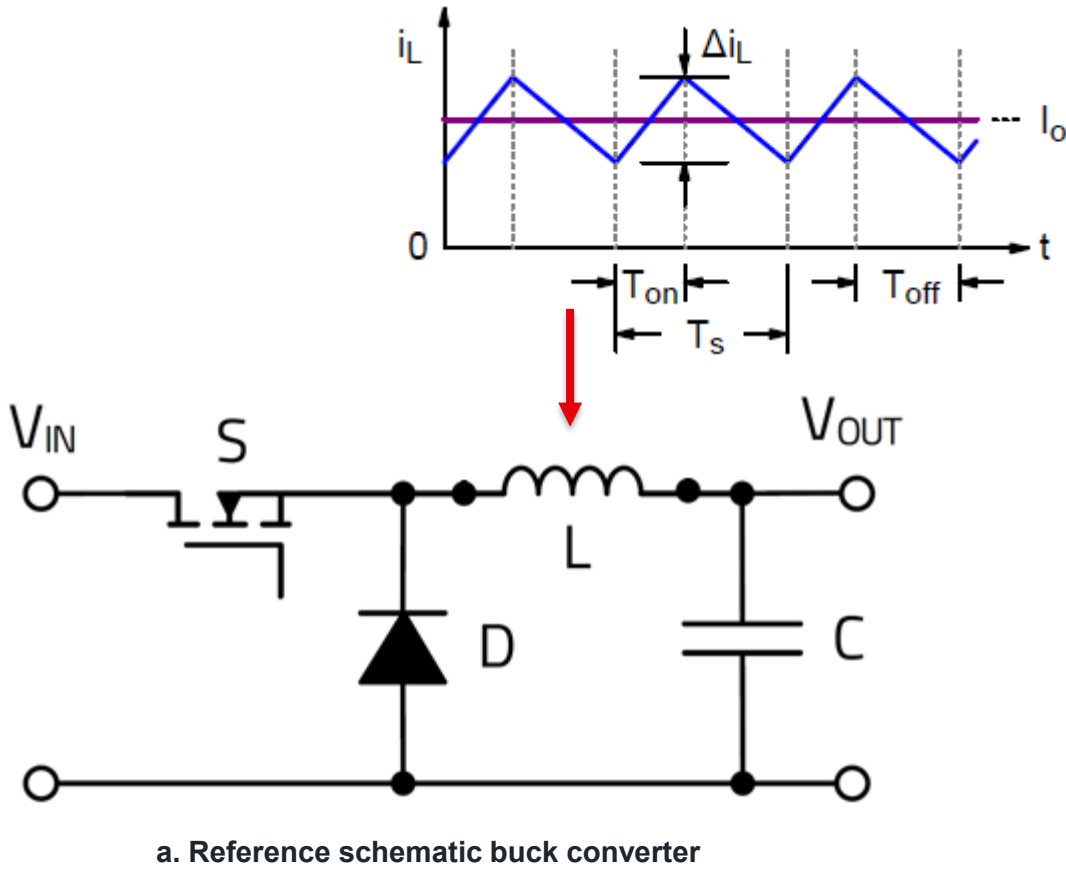 iL
ΔiL
Io
0
t
Ton
Toff
Ts
VIN
S
VOUT
L
D
C
a. Reference schematic buck converter